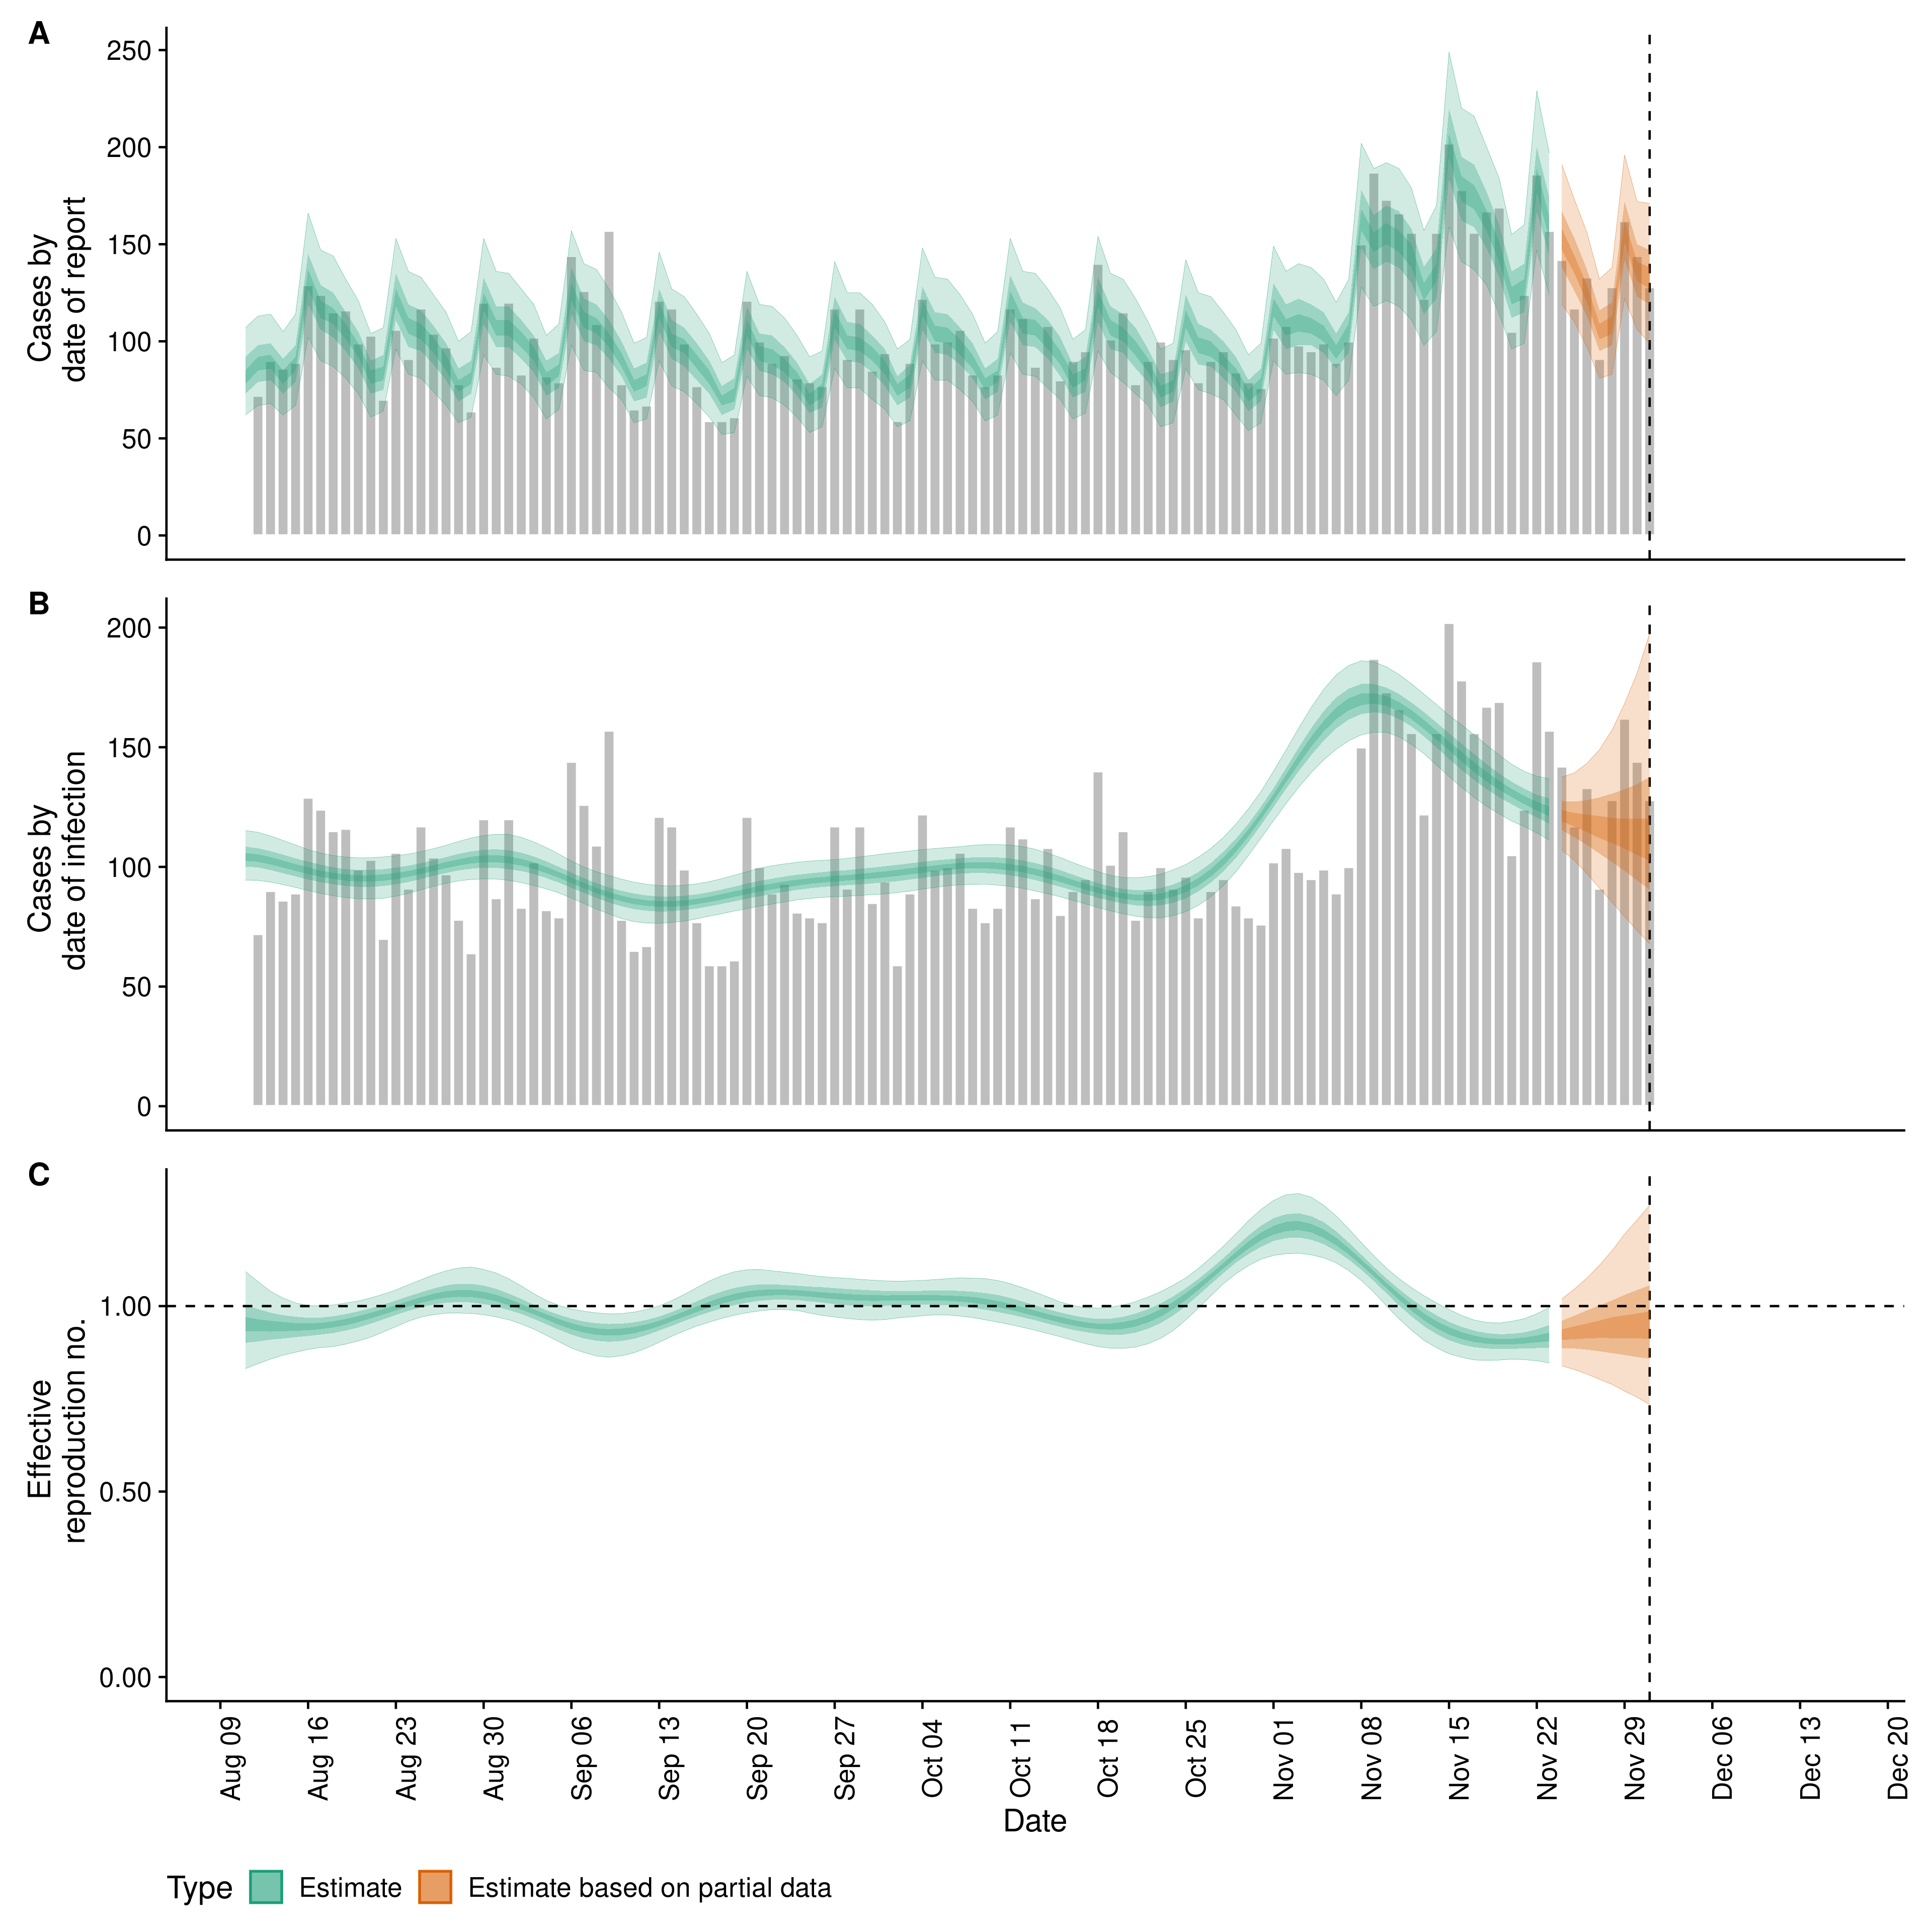 A
250
200
150
100
50
0
Cases by
date of report
B
200
150
100
50
0
Cases by
date of infection
C
1.00
0.50
0.00
Effective
reproduction no.
Aug 09
Aug 16
Aug 23
Aug 30
Sep 06
Sep 13
Sep 20
Sep 27
Oct 04
Oct 11
Oct 18
Oct 25
Nov 01
Nov 08
Nov 15
Nov 22
Nov 29
Dec 06
Dec 13
Dec 20
Date
Type Estimate Estimate based on partial data